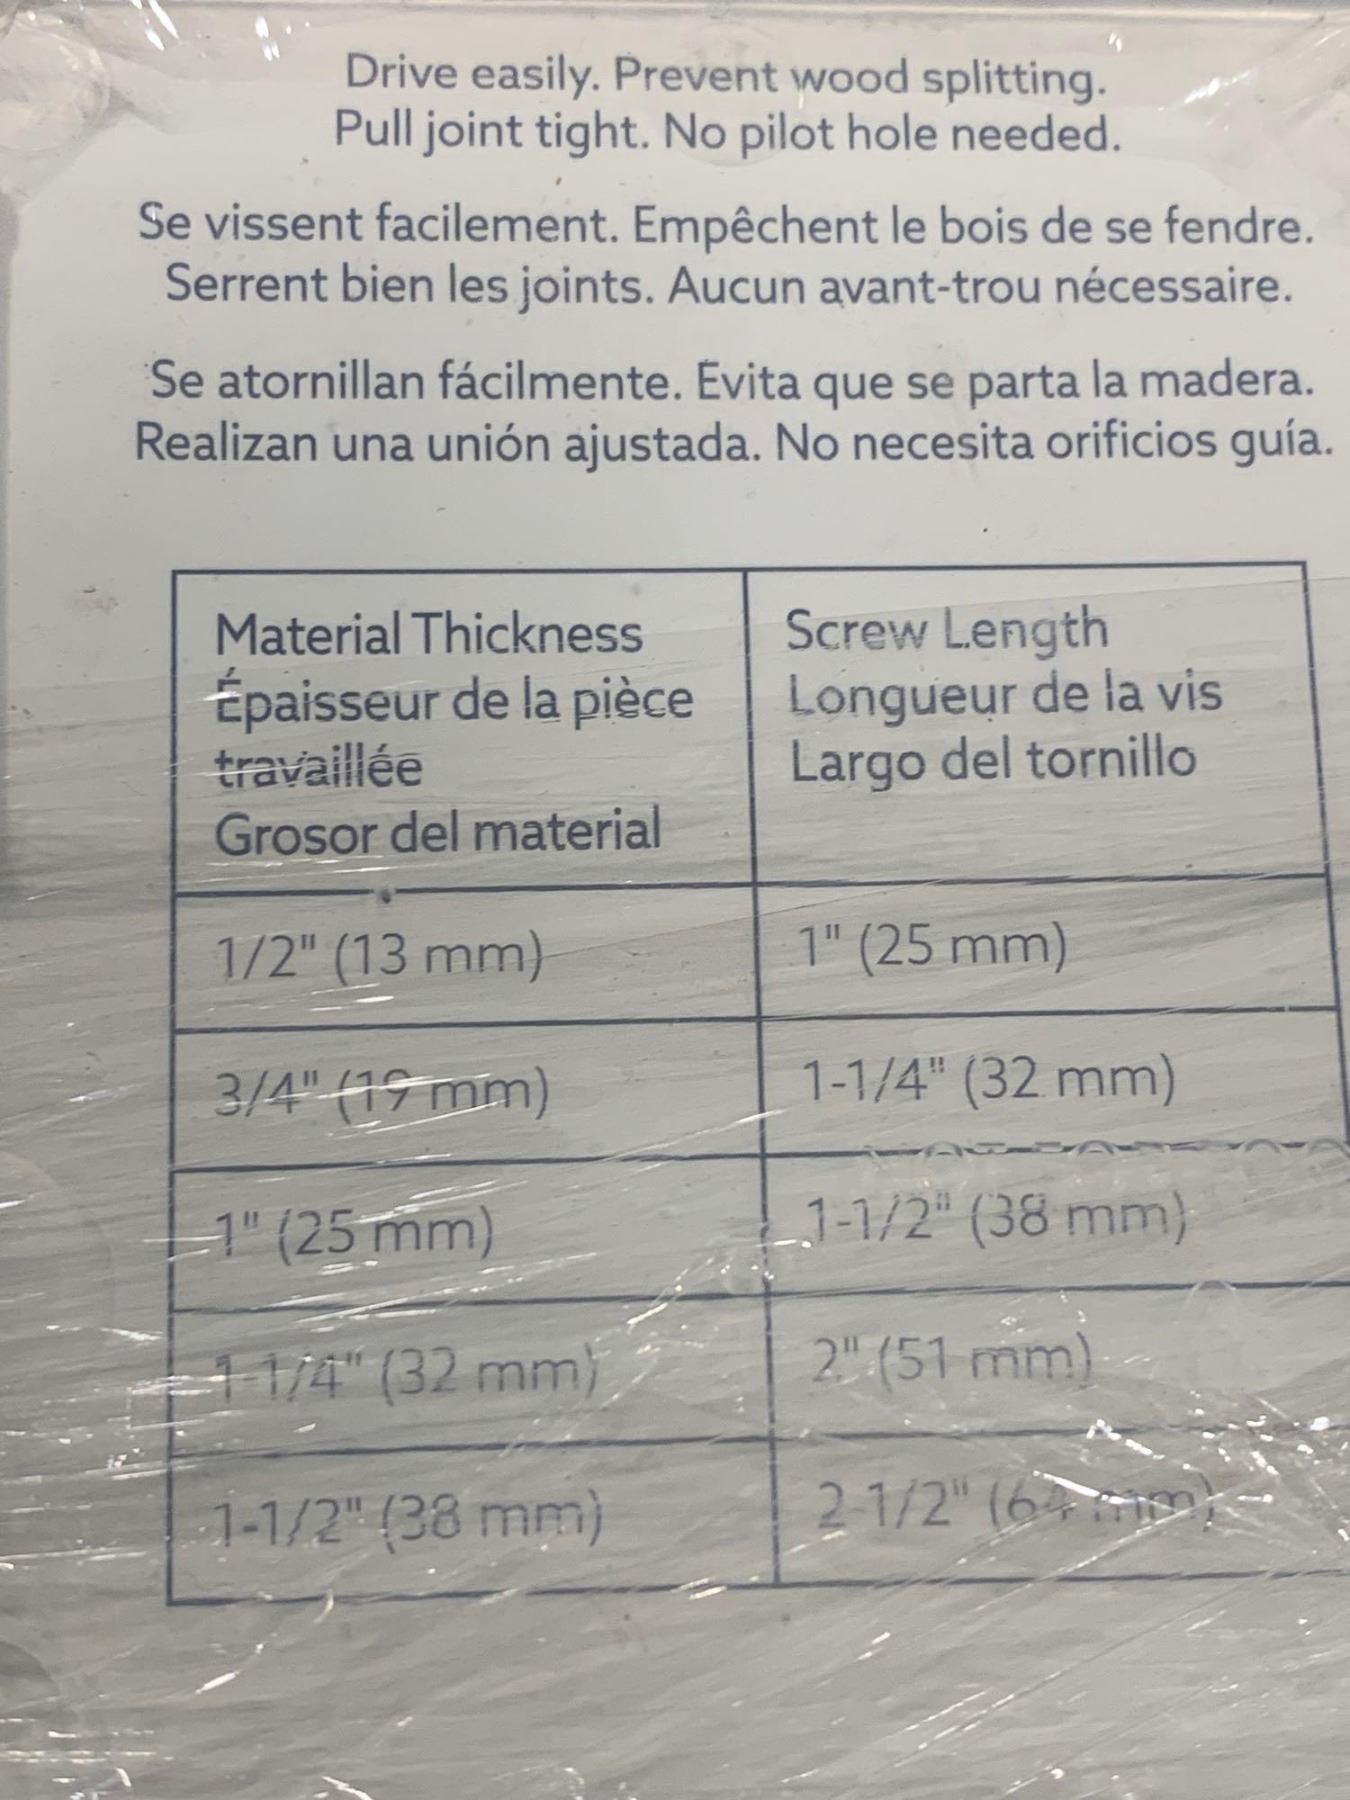 Drive easily. Prevent wood splitting.
Pull joint tight. No pilot hole needed.
Se vissent facilement. Empêchent le bois de se fendre.
Serrent bien les joints. Aucun avant-trou nécessaire.
Se atornillan fácilmente. Evita que se parta la madera.
Realizan una unión ajustada. No necesita orificios guía.
Material Thickness
Épaisseur de la pièce
travaillée
Grosor del material
Screw Length
Longueur de la vis
Largo del tornillo
1/2" (13 mm) 1" (25 mm)
3/4" (19 mm) 1-1/4" (32 mm)
1" (25 mm) 1-1/2" (38 mm)
1-1/4" (32 mm) 2" (51 mm)
1-1/2" (38 mm) 2-1/2" (64 mm)